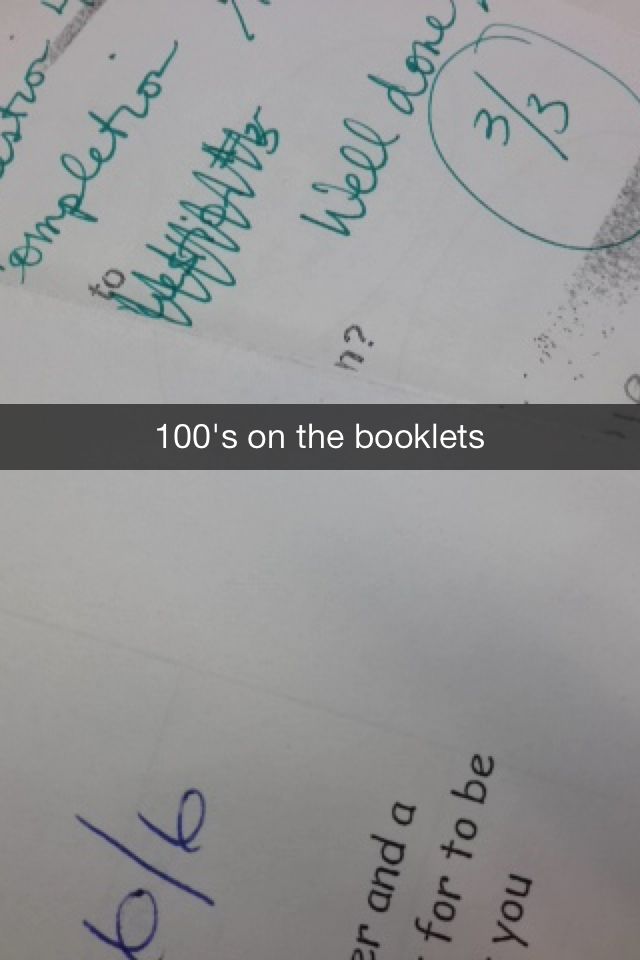 ompletion
Well done
3/3
to
n?
100's on the booklets
6/6
er and a
for to be
you